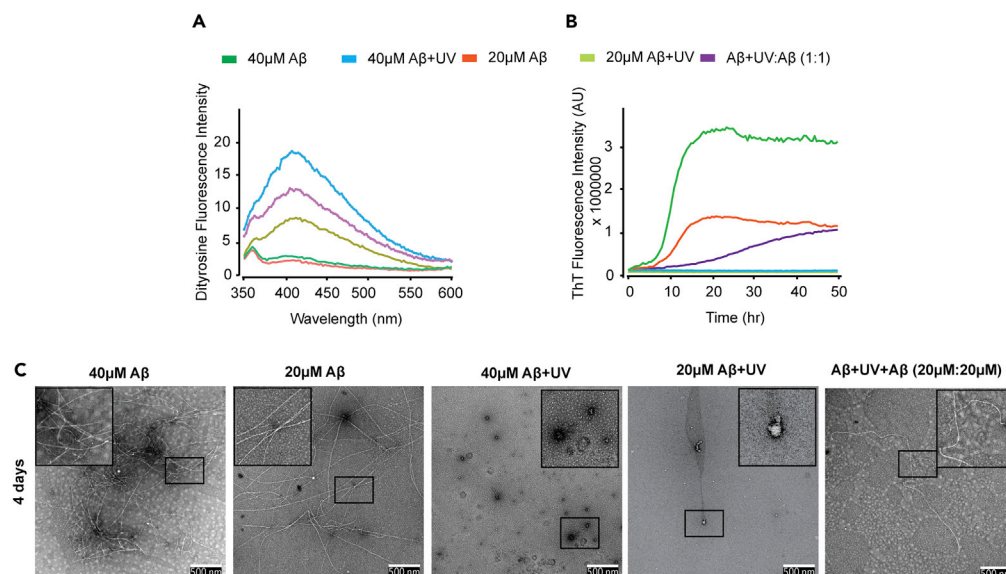 A
B
40µM Aβ
40µM Aβ+UV
20µM Aβ
20µM Aβ+UV
Aβ+UV:Aβ (1:1)
Dityrosine Fluorescence Intensity
20
15
10
5
0
350
400
450
500
550
600
Wavelength (nm)
ThTT Fluorescence Intensity (AU)
x 1000000
3
2
1
0
0
10
20
30
40
50
Time (hr)
C
40µM Aβ
20µM Aβ
40µM Aβ+UV
20µM Aβ+UV
Aβ+UV+Aβ (20µM:20µM)
4 days
500 nm
500 nm
500 nm
500 nm
500 nm